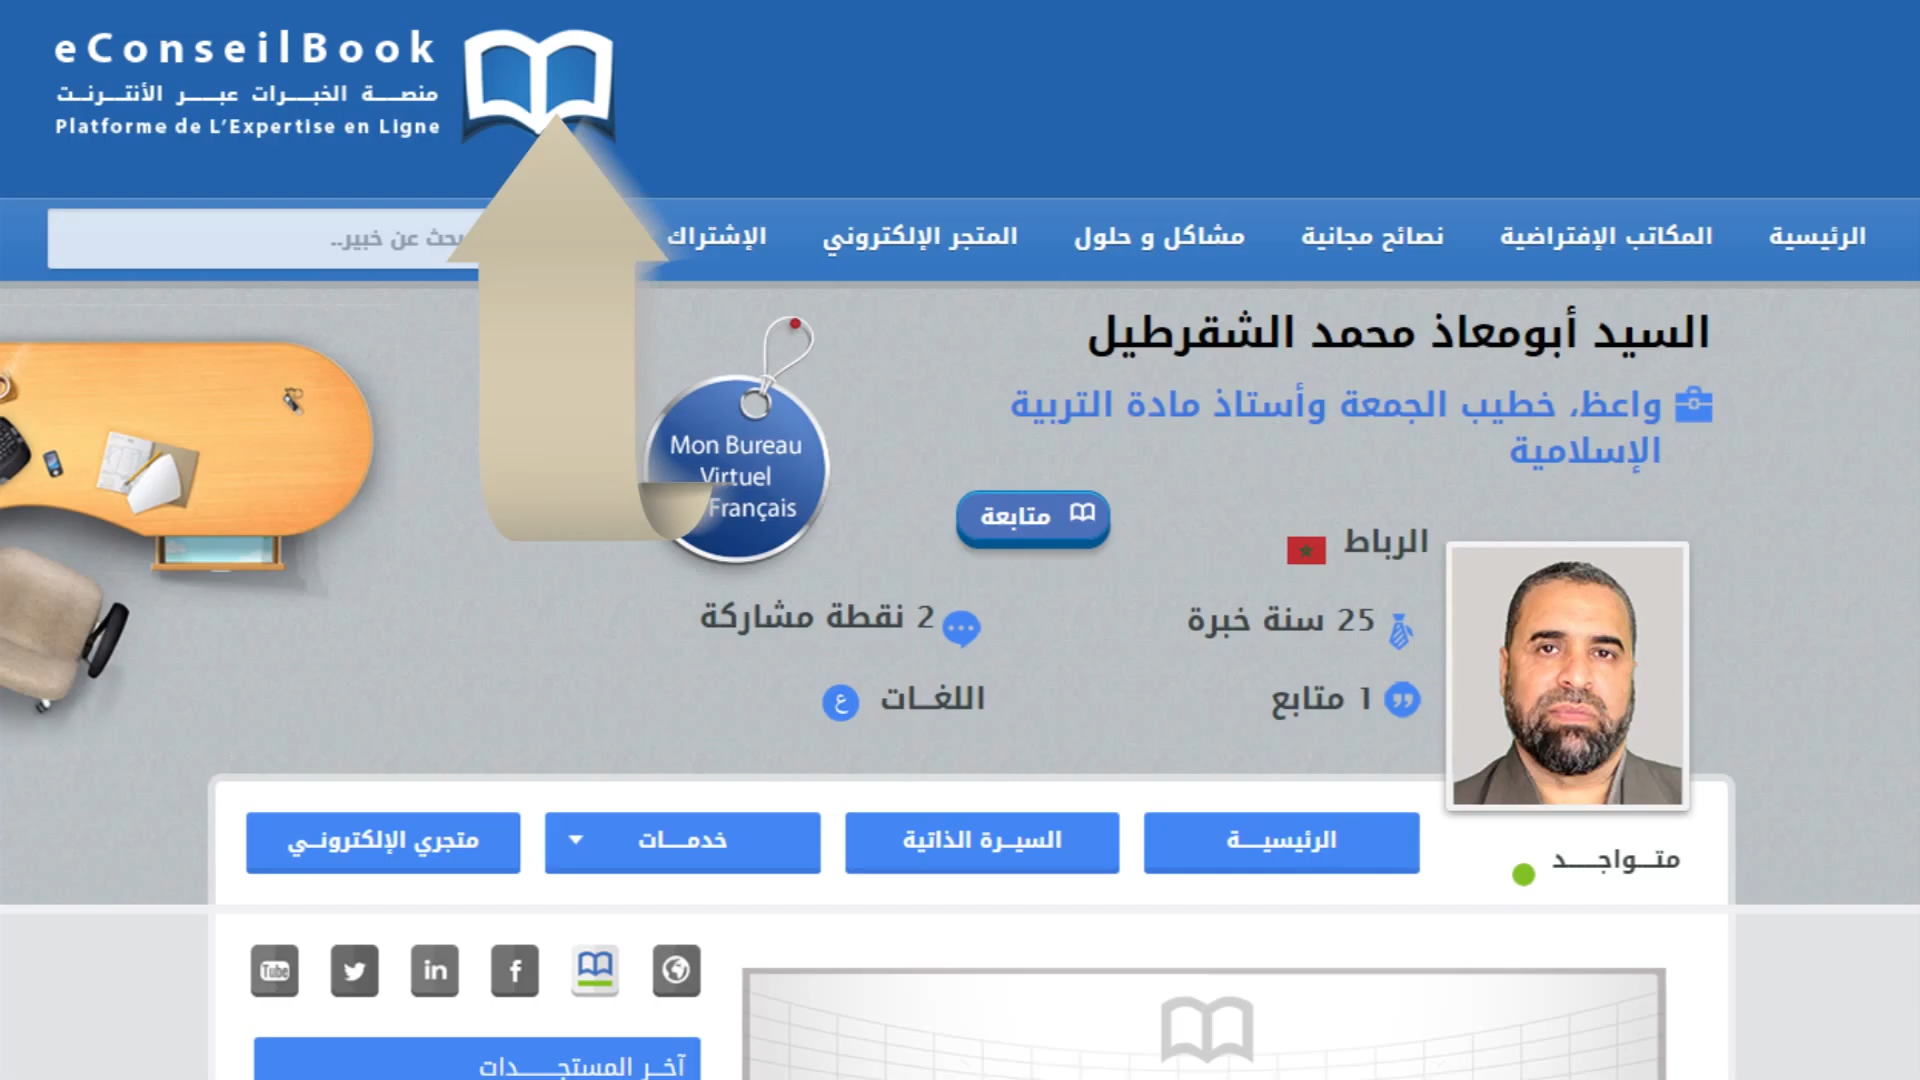 eConseilBook
منصة الخبرات عبر الأنترنت
Platforme de L'Expertise en Ligne
الرئيسية
المكاتب الإفتراضية
نصائح مجانية
مشاكل و حلول
المتجر الإلكتروني
الإشتراك
عن خبير..
السيد أبومعاذ محمد الشقرطيل
واعظ، خطيب الجمعة وأستاذ مادة التربية
الإسلامية
Mon Bureau
Virtuel
Français
متابعة
الرباط
25 سنة خبرة
2 نقطة مشاركة
1 متابع
اللغات
ع
متواجد
الرئيسية
السيرة الذاتية
خدمات
متجري الإلكتروني
Tube
in
f
آخر المستجدات